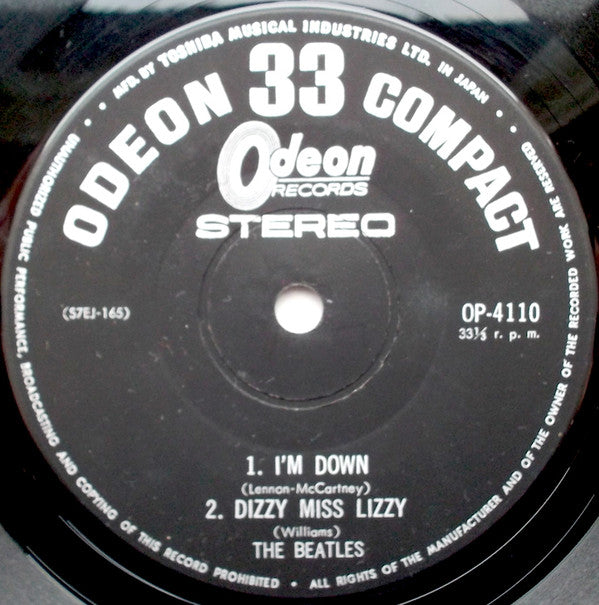 • • MFD. BY TOSHIBA MUSICAL INDUSTRIES LTD. IN JAPAN • •
ODEON 33 COMPACT
Odeon
RECORDS
STEREO
(S7EJ-165)
OP-4110
33⅓ r. p. m.
1. I'M DOWN
(Lennon-McCartney)
2. DIZZY MISS LIZZY
(Williams)
THE BEATLES
UNAUTHORIZED PUBLIC PERFORMANCE, BROADCASTING AND COPYING OF THIS RECORD PROHIBITED • ALL RIGHTS OF THE MANUFACTURER AND OF THE OWNER OF THE RECORDED WORK ARE RESERVED